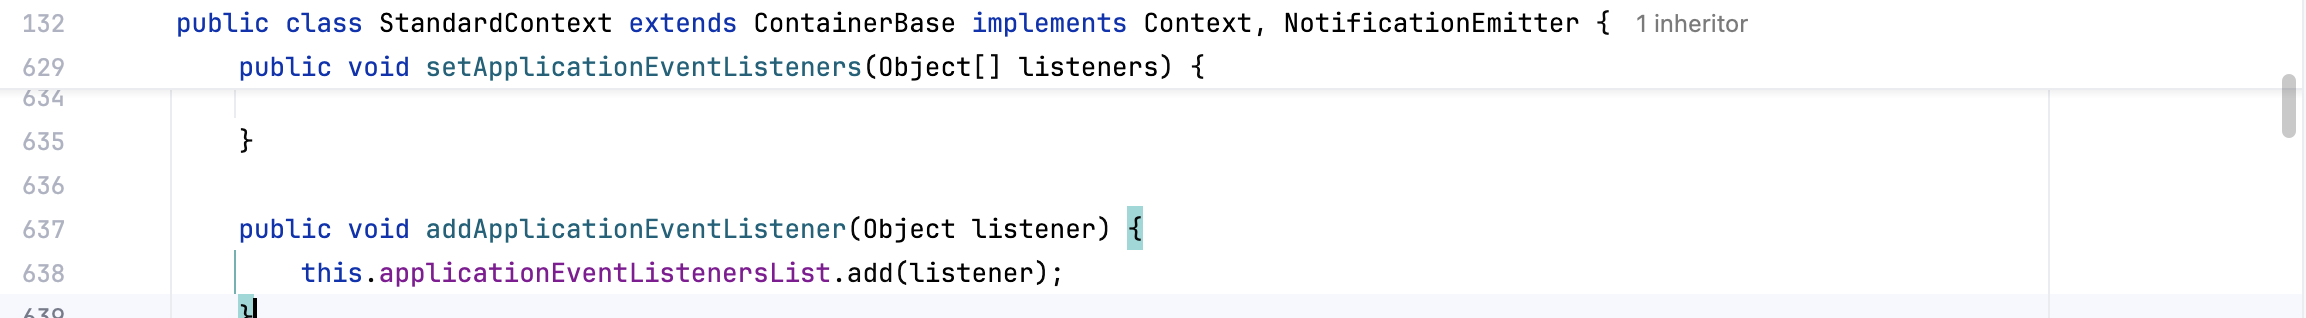 132 public class StandardContext extends ContainerBase implements Context, NotificationEmitter { 1 inheritor
629 public void setApplicationEventListeners(Object[] listeners) {
634
635 }
636
637 public void addApplicationEventListener(Object listener) {
638 this.applicationEventListenersList.add(listener);
639 }